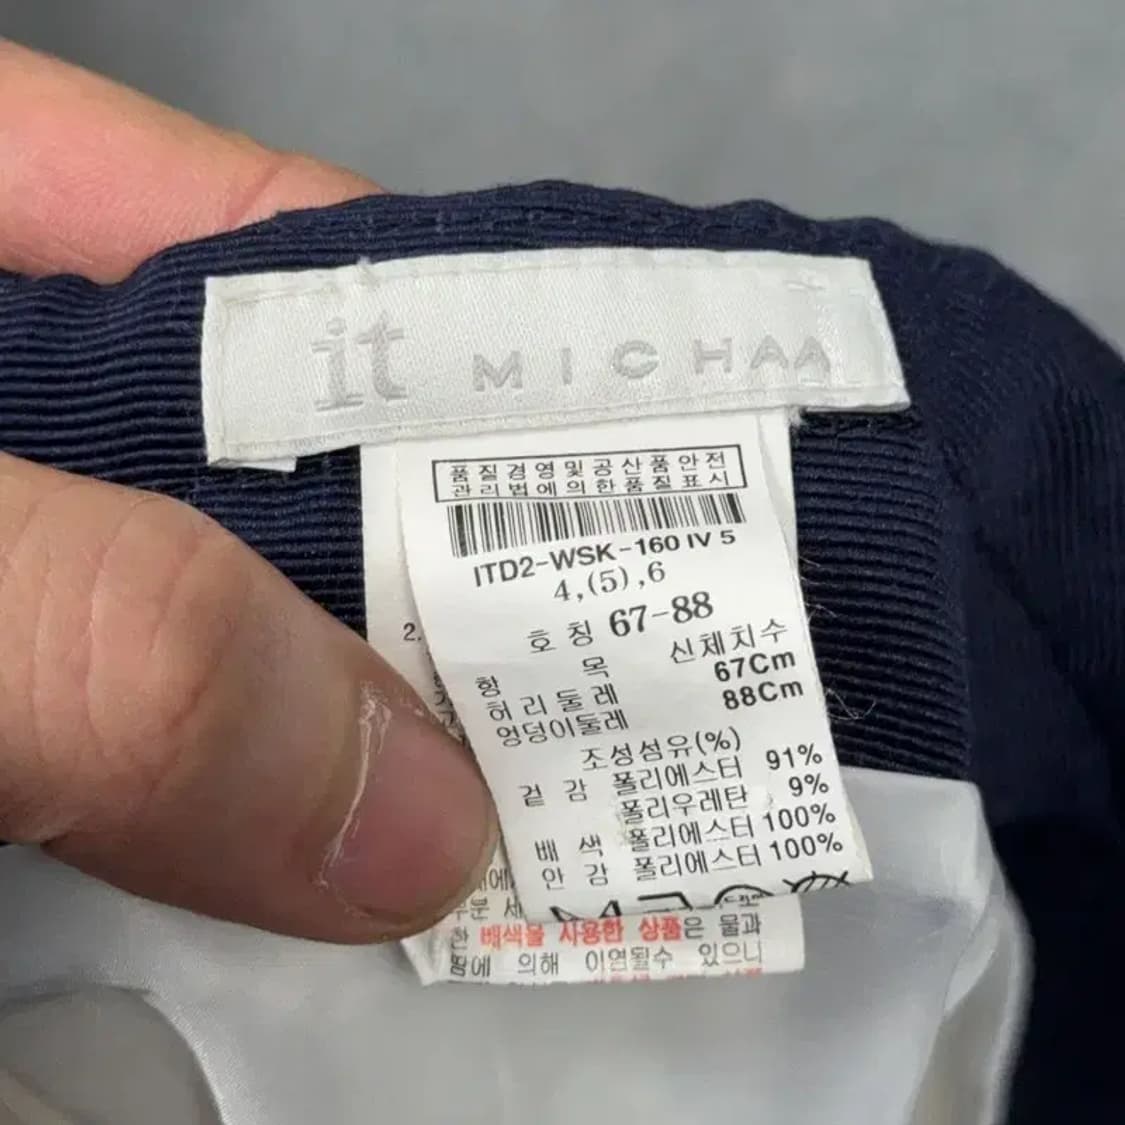 it MICHAA
품질경영및공산품안전
관리법에의한품질표시
ITD2-WSK-160 IV 5
4,(5),6
호칭 67-88
항 목 신체치수
허리둘레 67Cm
엉덩이둘레 88Cm
조성섬유(%)
겉 감 폴리에스터 91%
폴리우레탄 9%
배 색 폴리에스터 100%
안 감 폴리에스터 100%
2.
한 배색물 사용한 상품은 물과
의해 이염될수 있으니